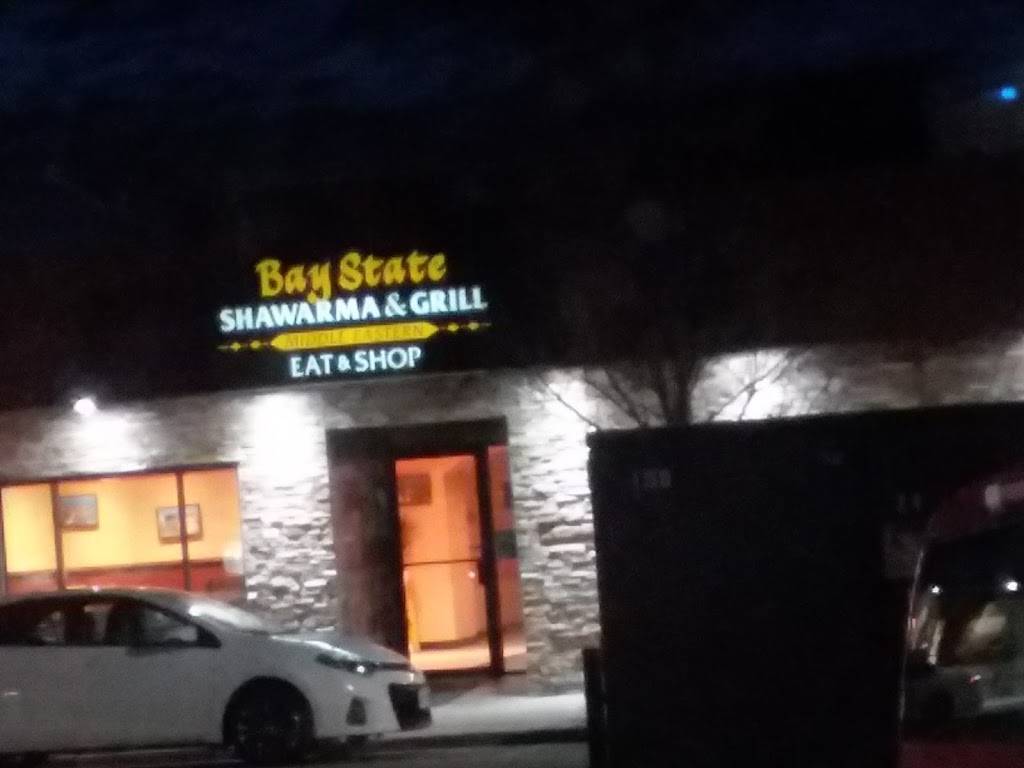 Bay State
SHAWARMA & GRILL
MIDDLE EASTERN
EAT & SHOP